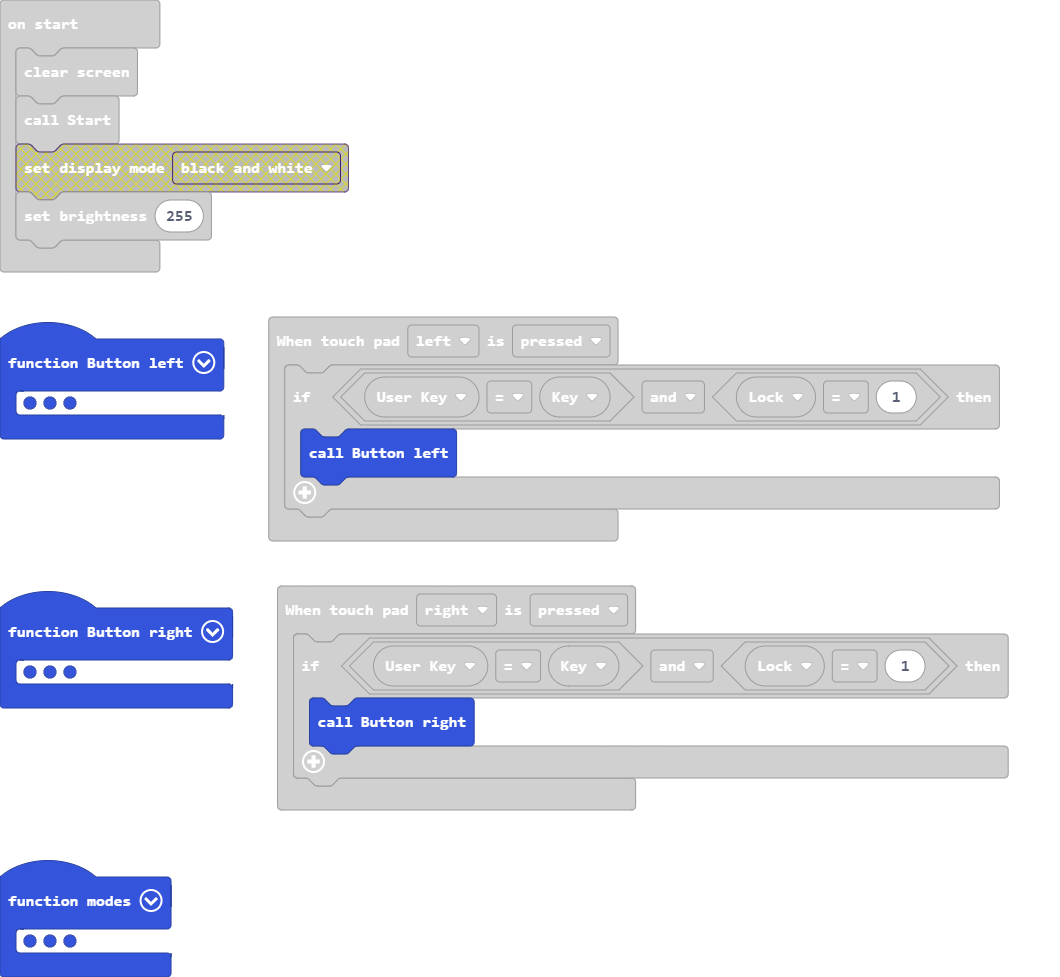 on start
clear screen
call Start
set display mode black and white
set brightness 255
function Button left
When touch pad left is pressed
if User Key = Key and Lock = 1 then
call Button left
function Button right
When touch pad right is pressed
if User Key = Key and Lock = 1 then
call Button right
function modes